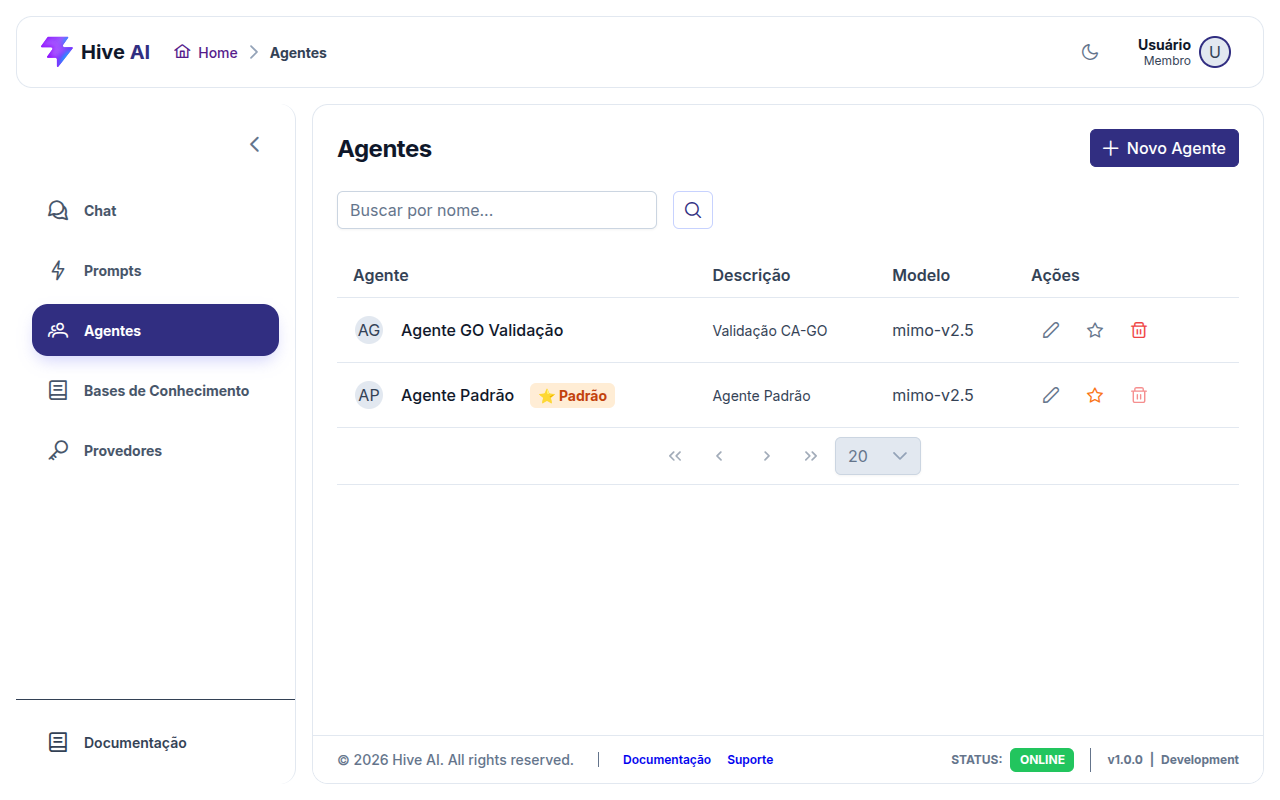 Hive AI Home Agentes Usuário U
Membro
Chat
Prompts
Agentes
Bases de Conhecimento
Provedores
Documentação
Agentes Novo Agente
Buscar por nome...
Agente Descrição Modelo Ações
AG Agente GO Validação Validação CA-GO mimo-v2.5
AP Agente Padrão ⭐ Padrão Agente Padrão mimo-v2.5
20
© 2026 Hive AI. All rights reserved. | Documentação Suporte STATUS: ONLINE | v1.0.0 | Development